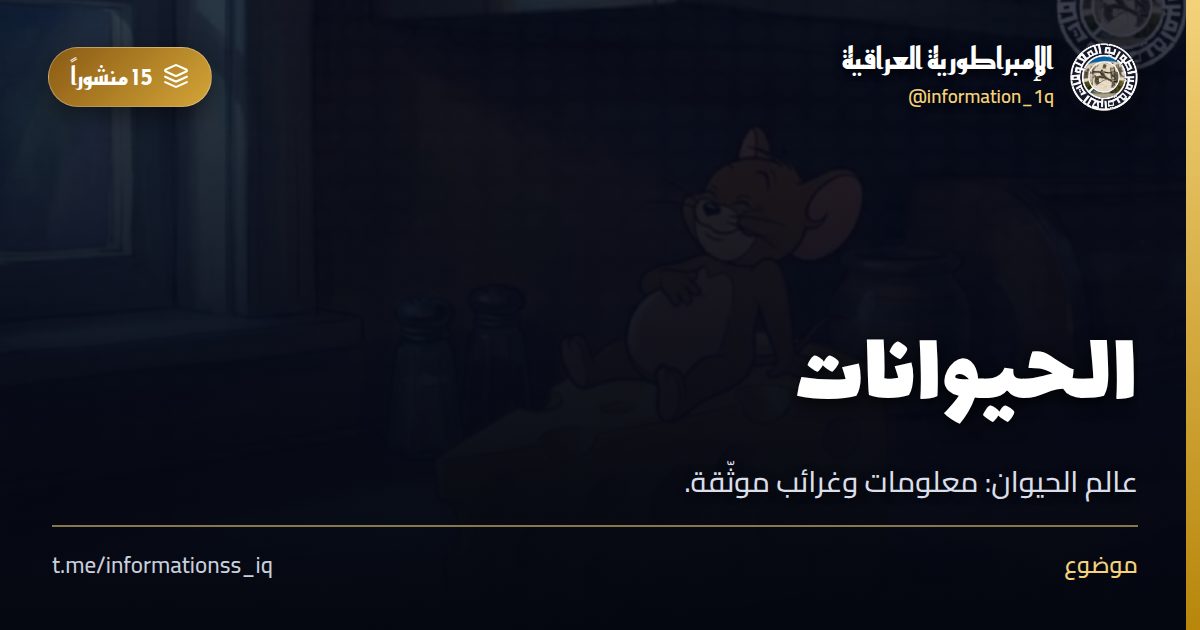 الإمبراطورية العراقية
@information_1q
15 منشوراً
الحيوانات
عالم الحيوان: معلومات وغرائب موثّقة.
موضوع
t.me/informationss_iq